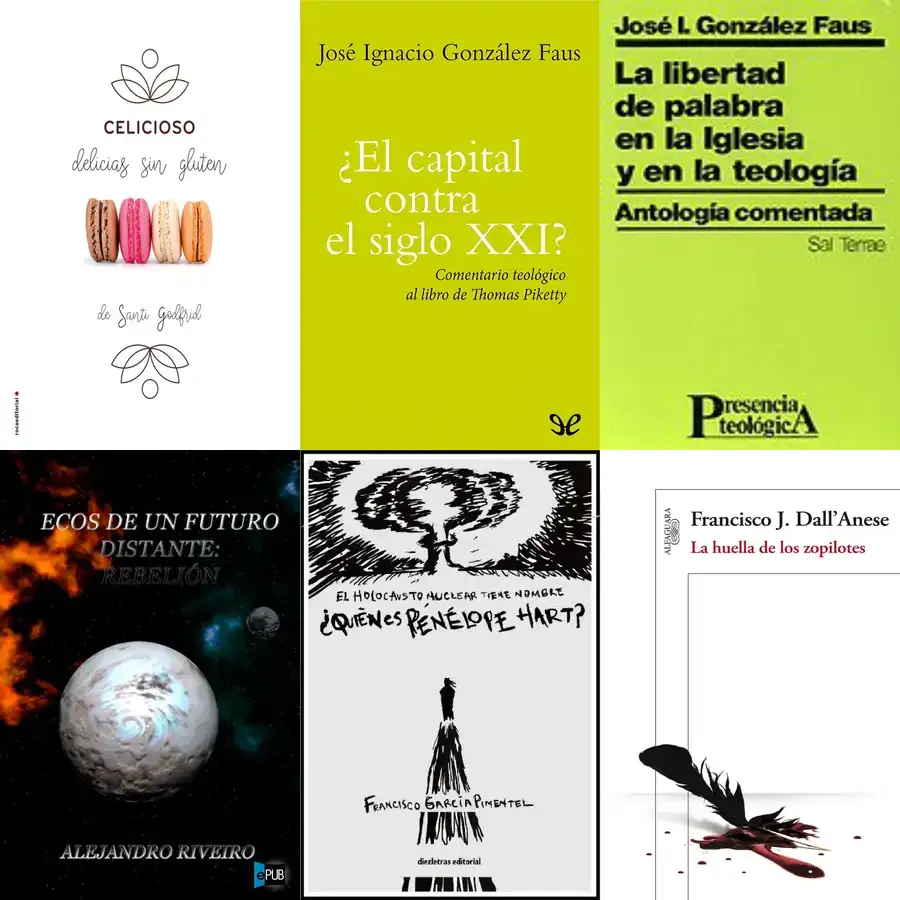 CELICIOSO
delicias sin gluten
de Santi Godfrid
rocaeditorial
José Ignacio González Faus
¿El capital
contra
el siglo XXI?
Comentario teológico
al libro de Thomas Piketty
José I. González Faus
La libertad
de palabra
en la Iglesia
y en la teología
Antología comentada
Sal Terrae
Presencia
teológicA
ECOS DE UN FUTURO
DISTANTE:
REBELIÓN
ALEJANDRO RIVEIRO
ePUB
EL HOLOCAUSTO NUCLEAR TIENE NOMBRE
¿QUIÉN ES PÉNÉLOPE HART?
FRANCISCO GARCÍA PIMENTEL
diezletras editorial
ALFAGUARA
Francisco J. Dall'Anese
La huella de los zopilotes